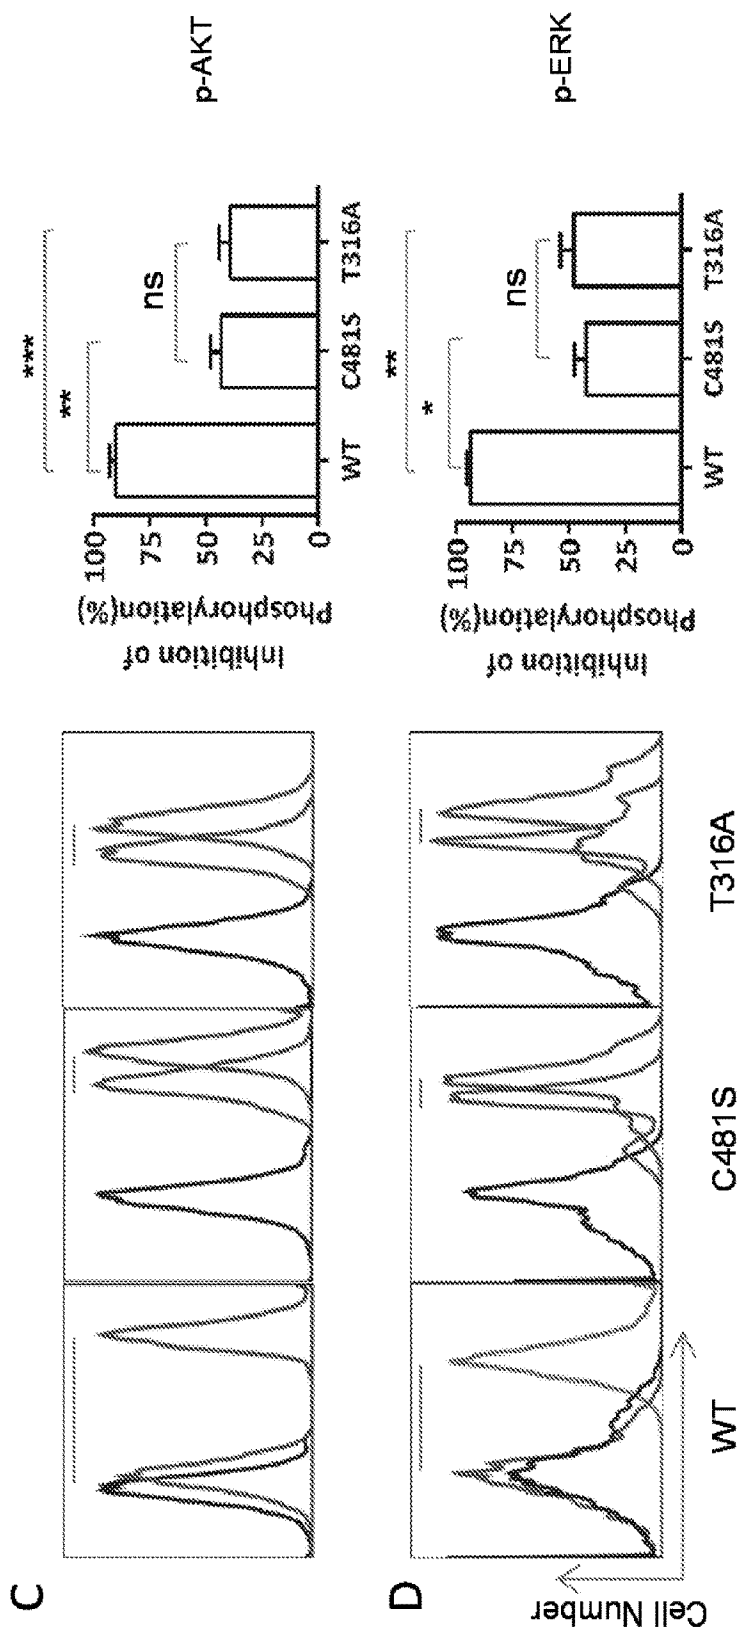 C
Inhibition of
Phosphorylation(%)
100
75
50
25
0
***
**
ns
WT
C481S
T316A
p-AKT
D
Cell Number
WT
C481S
T316A
Inhibition of
Phosphorylation(%)
100
75
50
25
0
**
*
ns
WT
C481S
T316A
p-ERK